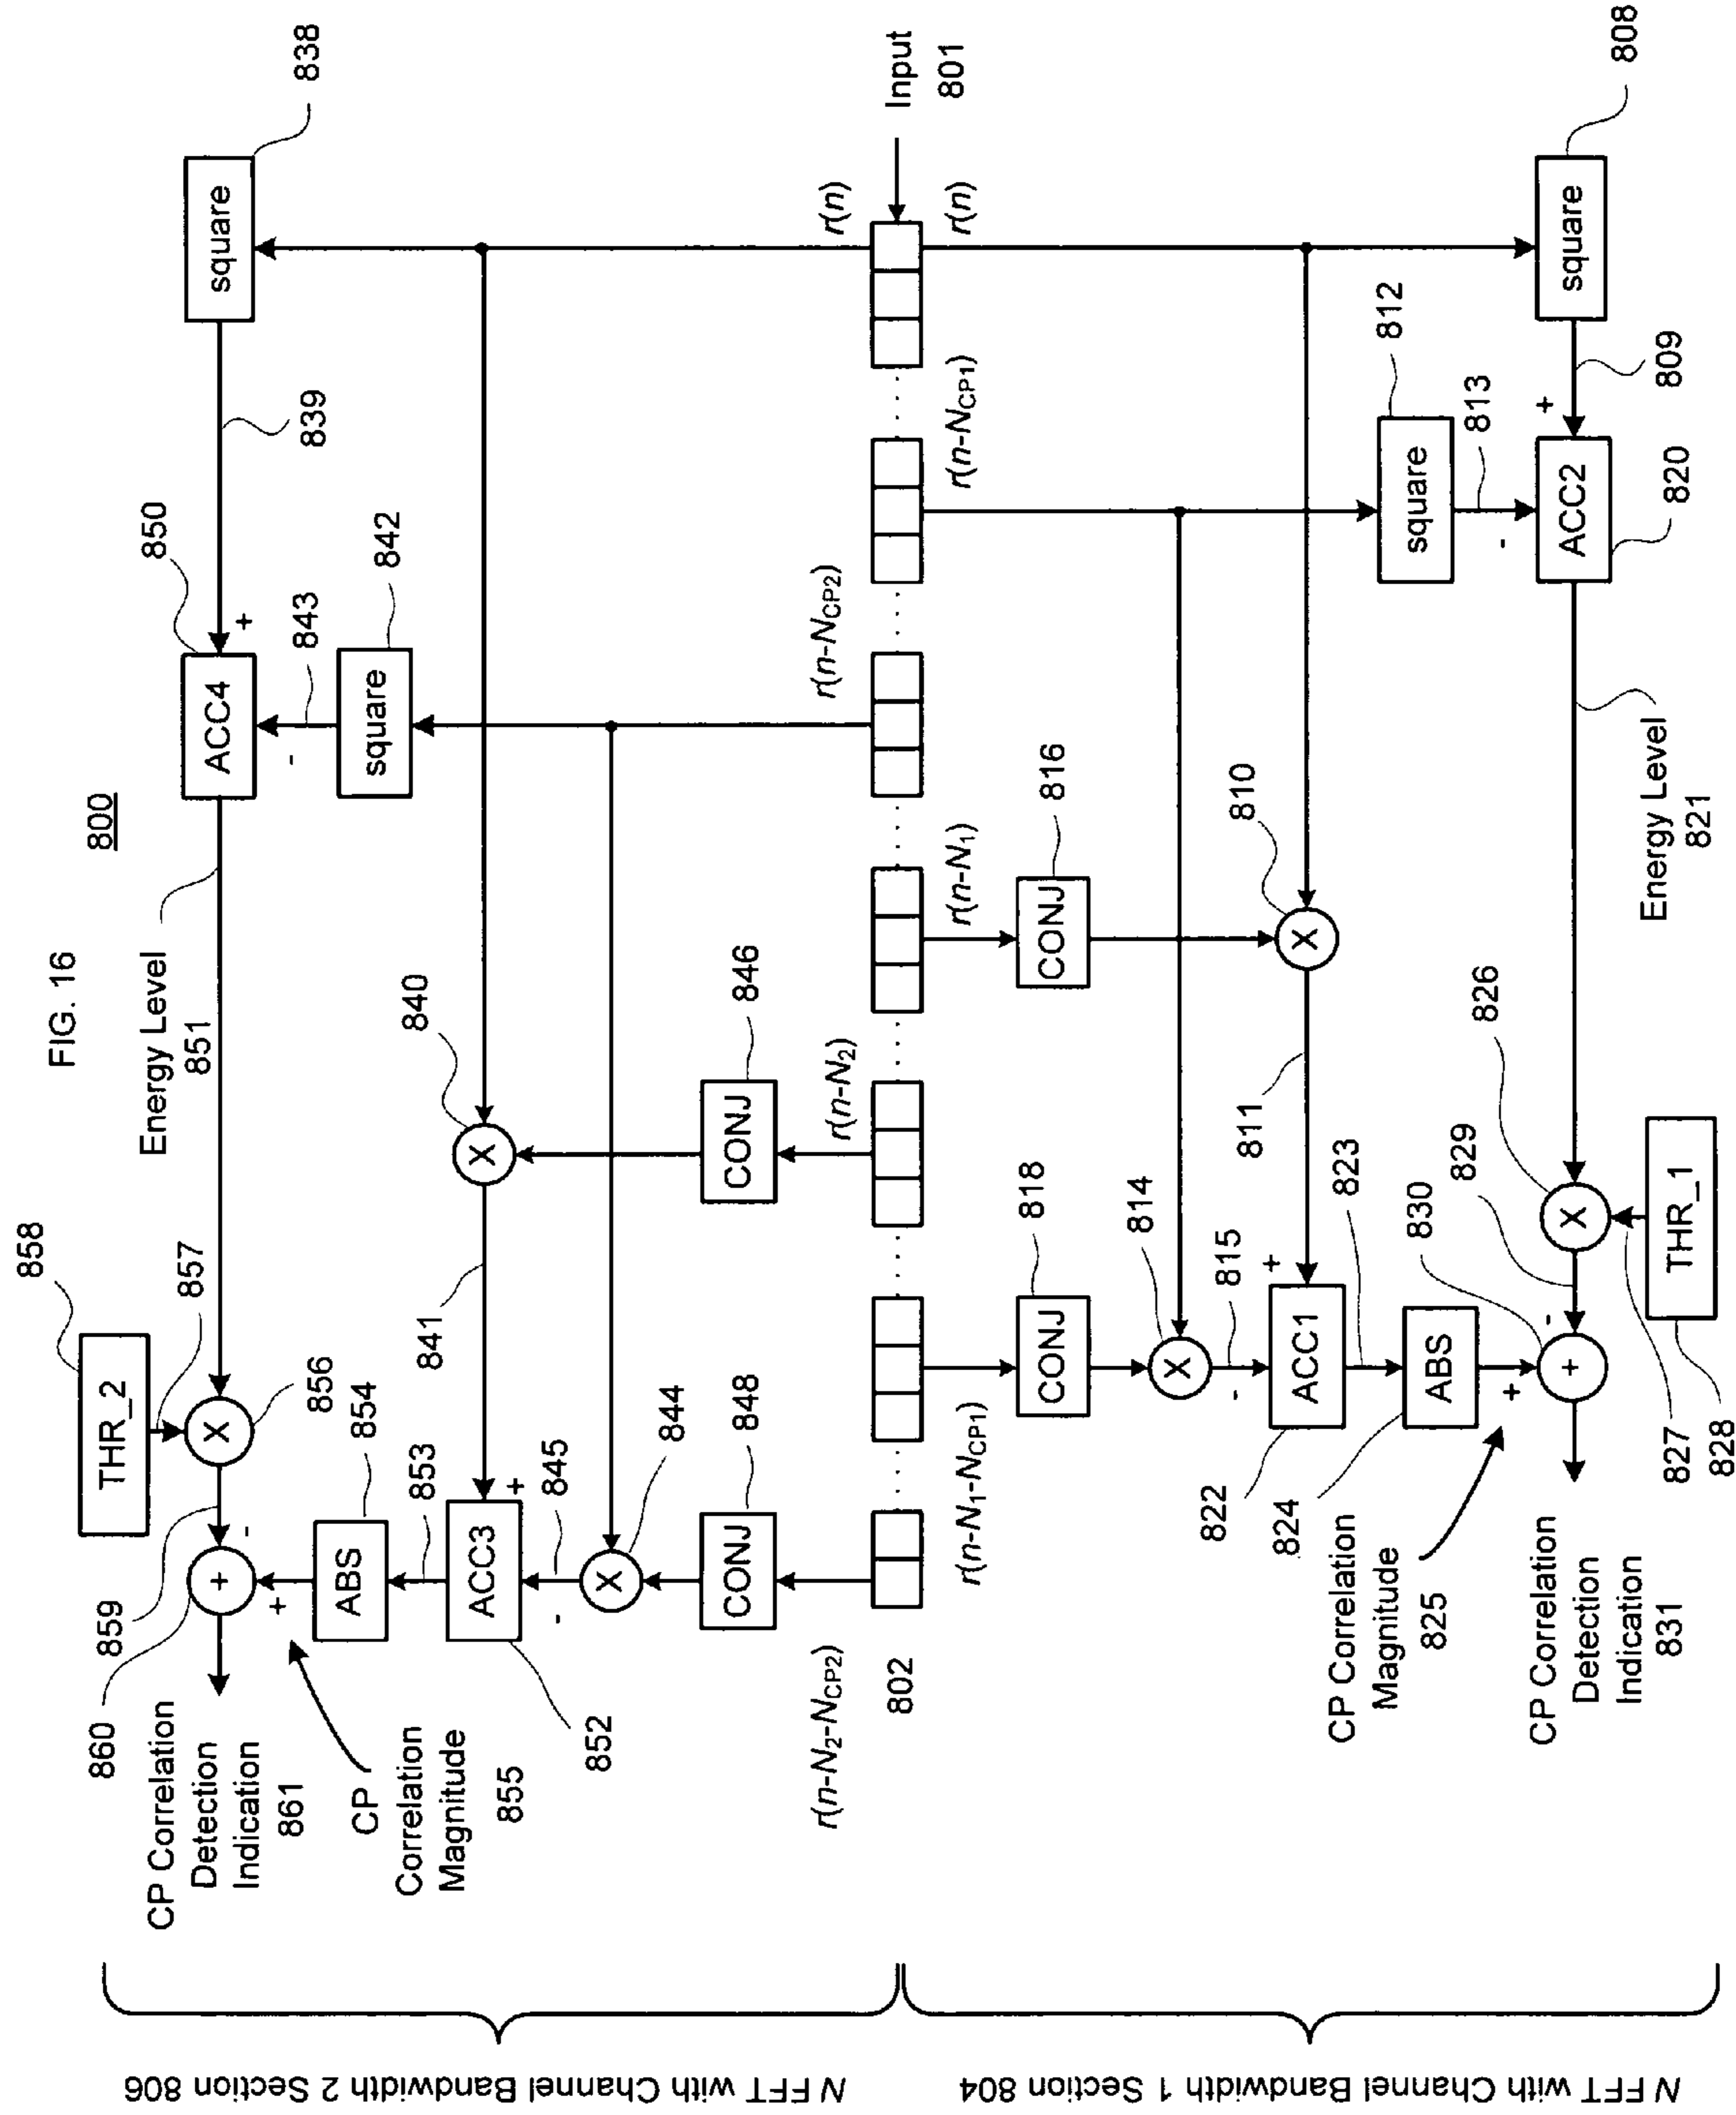 FIG. 16
800
N FFT with Channel Bandwidth 2 Section 806
838
square
839
850
ACC4
+
-
843
842
square
Energy Level
851
858
THR_2
857
856
X
859
860
+
-
+
CP Correlation
Detection
Indication
861
CP
Correlation
Magnitude
855
854
ABS
853
852
ACC3
+
-
845
844
X
848
CONJ
841
840
X
846
CONJ
r(n)
r(n-NCP2)
r(n-N2)
r(n-N2-NCP2)
Input
801
802
N FFT with Channel Bandwidth 1 Section 804
r(n)
r(n-NCP1)
r(n-N1)
r(n-N1-NCP1)
808
square
809
812
square
813
+
-
ACC2
820
816
CONJ
810
X
811
818
CONJ
814
X
815
-
+
ACC1
822
823
ABS
824
CP Correlation
Magnitude
825
Energy Level
821
826
X
829
830
+
-
+
827
THR_1
828
CP Correlation
Detection
Indication
831